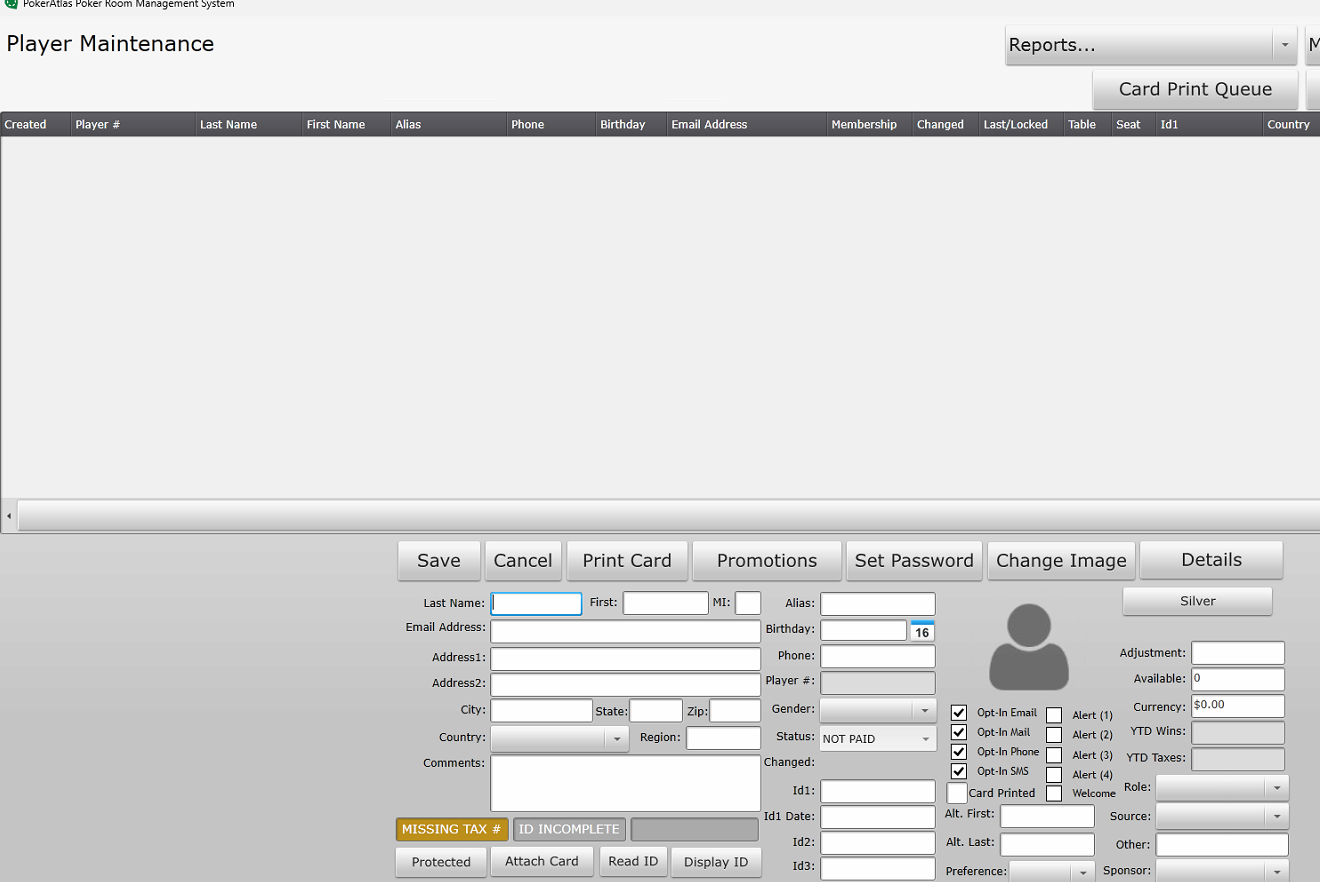 PokerAtlas Poker Room Management System
Player Maintenance
Reports...
M
Card Print Queue
Created Player # Last Name First Name Alias Phone Birthday Email Address Membership Changed Last/Locked Table Seat Id1 Country
Save Cancel Print Card Promotions Set Password Change Image Details
Silver
Last Name: First: MI: Alias:
Email Address: Birthday: 16
Address1: Phone: Adjustment:
Address2: Player #: Available: 0
City: State: Zip: Gender: Opt-In Email Alert (1) Currency: $0.00
Country: Region: Status: NOT PAID Opt-In Mail Alert (2) YTD Wins:
Comments: Changed: Opt-In Phone Alert (3) YTD Taxes:
Opt-In SMS Alert (4)
Id1: Card Printed Welcome Role:
Id1 Date: Alt. First: Source:
MISSING TAX # ID INCOMPLETE
Id2: Alt. Last: Other:
Protected Attach Card Read ID Display ID Id3: Preference: Sponsor: